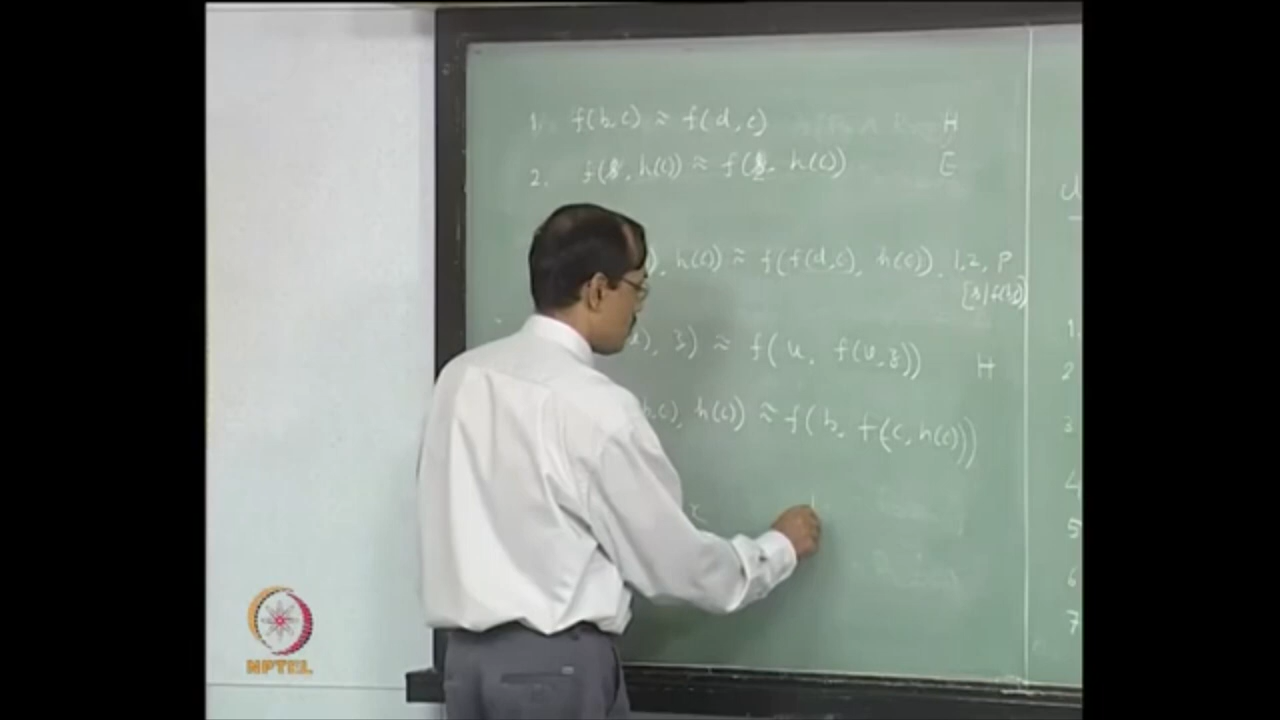 1. f(b,c) ≈ f(d,c) H
2. f(x, h(c)) ≈ f(x, h(c)) E
), h(c)) ≈ f(f(d,c), h(c)). 1,2, P
[x/f(b,c)]
), z) ≈ f(u, f(v,z)) H
b,c), h(c)) ≈ f(b, f(c, h(c)))
x
1.
2
3
4
5
6
7
NPTEL